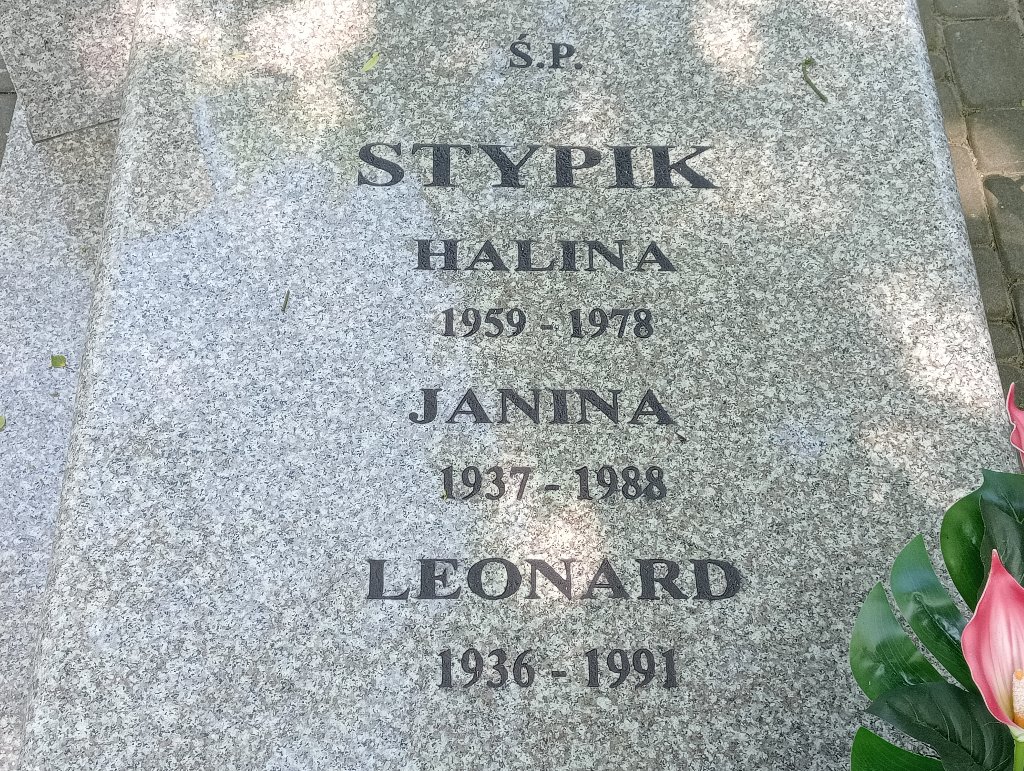 Ś.P.
STYPIK
HALINA
1959 - 1978
JANINA
1937 - 1988
LEONARD
1936 - 1991